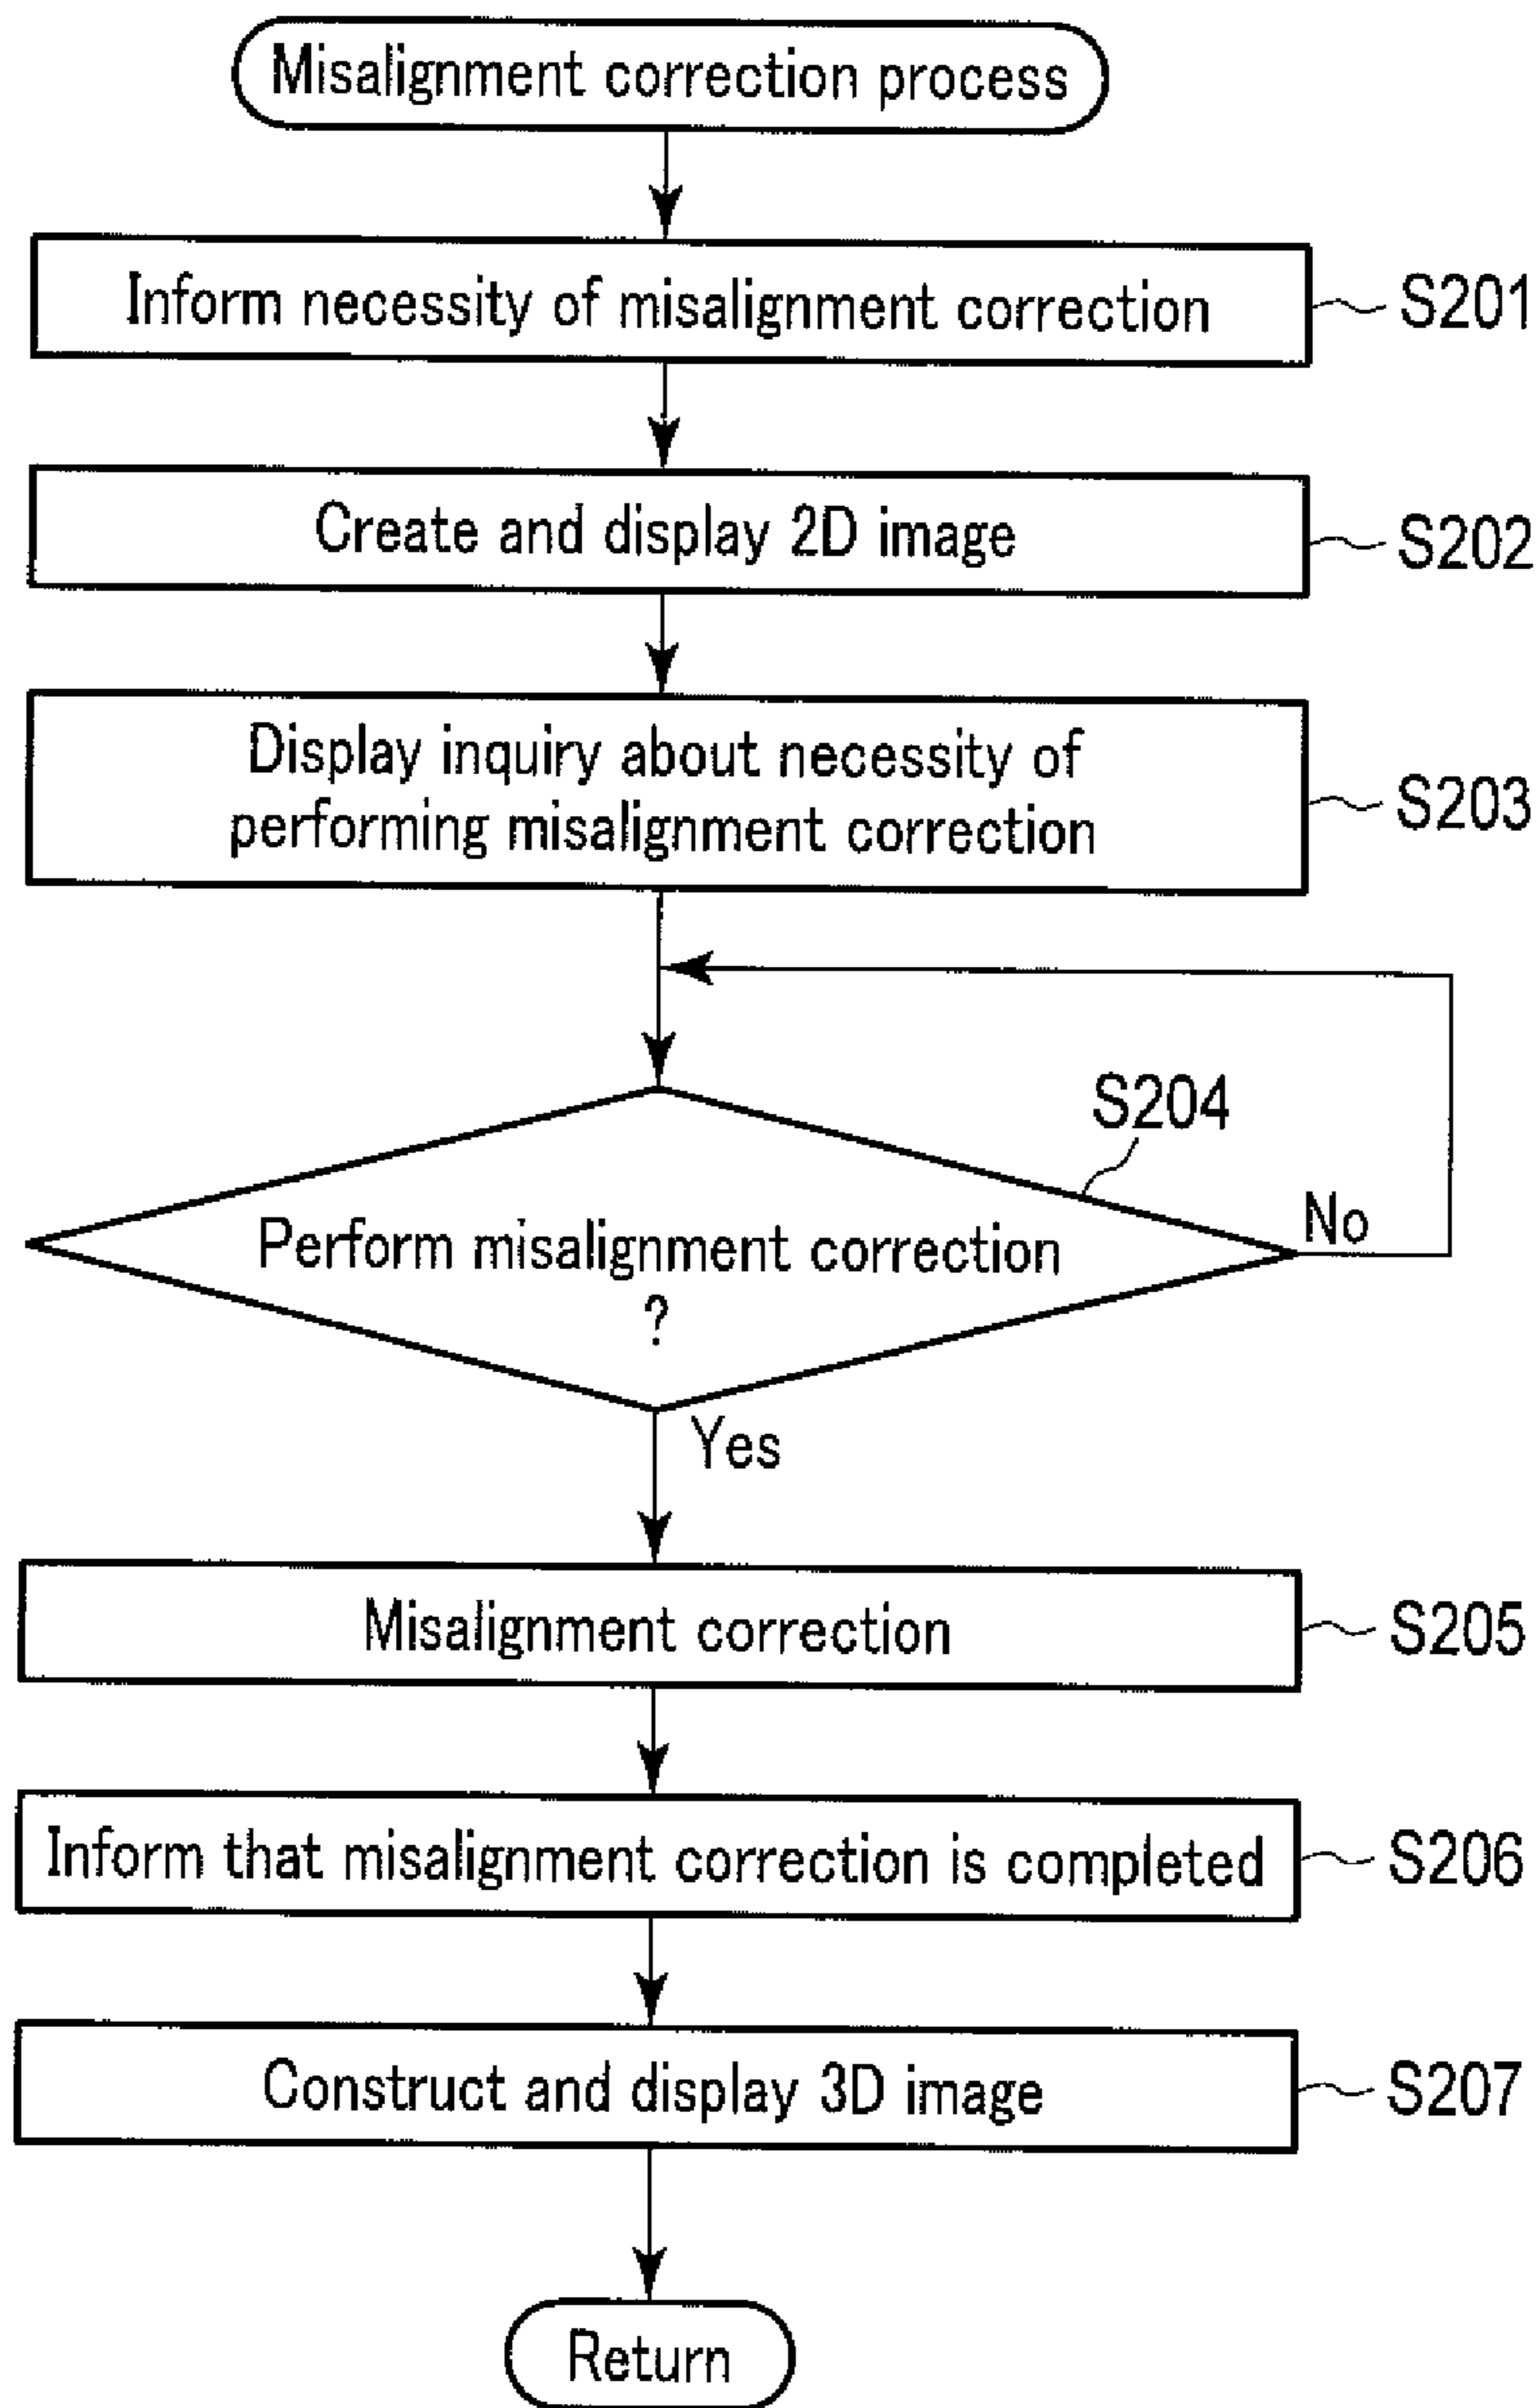 Misalignment correction process
Inform necessity of misalignment correction
S201
Create and display 2D image
S202
Display inquiry about necessity of
performing misalignment correction
S203
S204
Perform misalignment correction
?
No
Yes
Misalignment correction
S205
Inform that misalignment correction is completed
S206
Construct and display 3D image
S207
Return